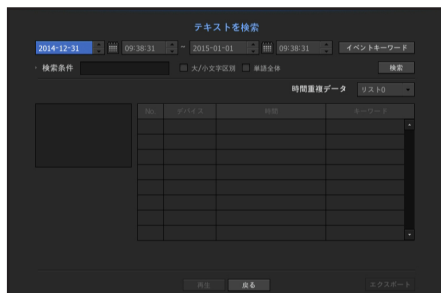 テキストを検索
2014-12-31 09:38:31 - 2015-01-01 09:38:31 イベントキーワード
検索条件 大/小文字区別 単語全体 検索
時間重複データ リスト0
No. デバイス 時間 キーワード
再生 戻る エクスポート